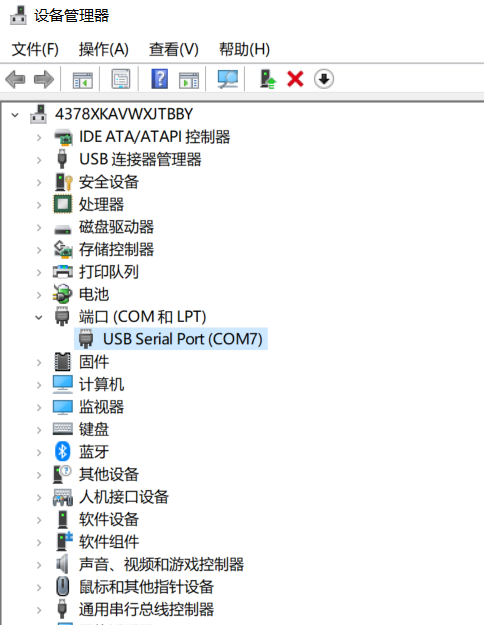 设备管理器
文件(F) 操作(A) 查看(V) 帮助(H)
4378XKAVWXJTBBY
IDE ATA/ATAPI 控制器
USB 连接器管理器
安全设备
处理器
磁盘驱动器
存储控制器
打印队列
电池
端口 (COM 和 LPT)
USB Serial Port (COM7)
固件
计算机
监视器
键盘
蓝牙
其他设备
人机接口设备
软件设备
软件组件
声音、视频和游戏控制器
鼠标和其他指针设备
通用串行总线控制器